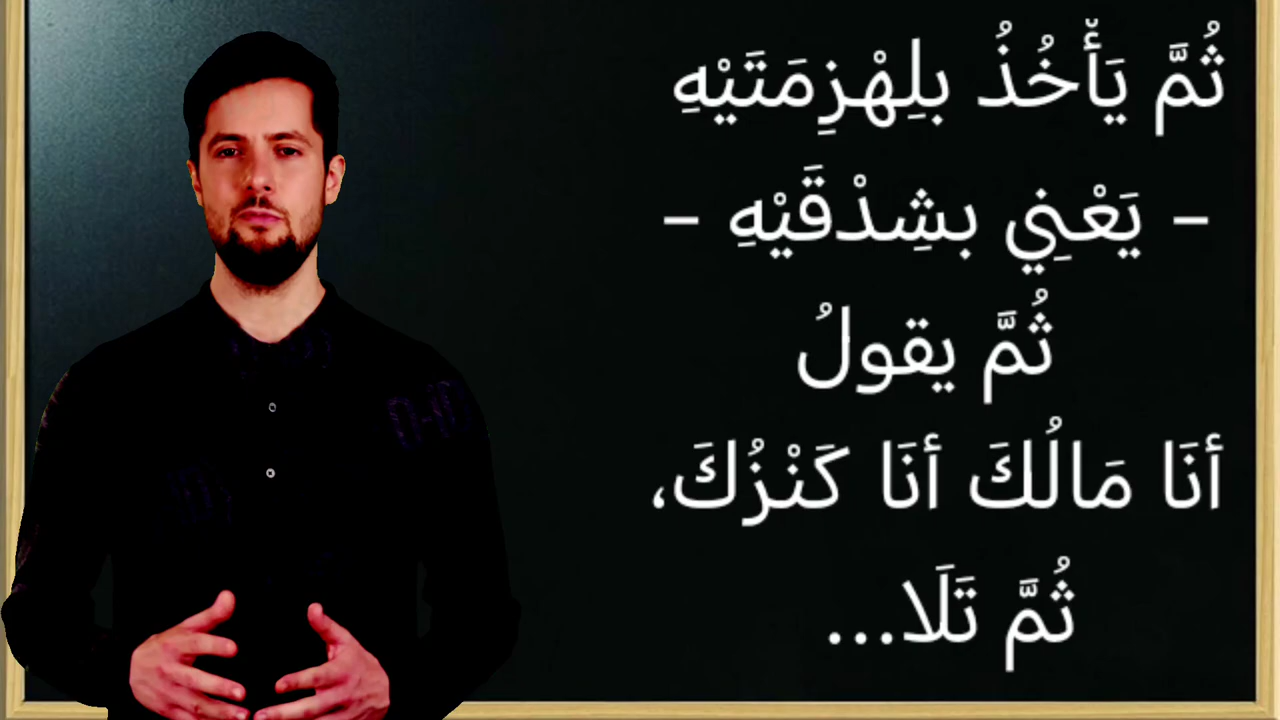 ثُمَّ يَأْخُذُ بلِهْزِمَتَيْهِ
– يَعْنِي بشِدْقَيْهِ –
ثُمَّ يقولُ
أنَا مَالُكَ أنَا كَنْزُكَ،
ثُمَّ تَلَا...